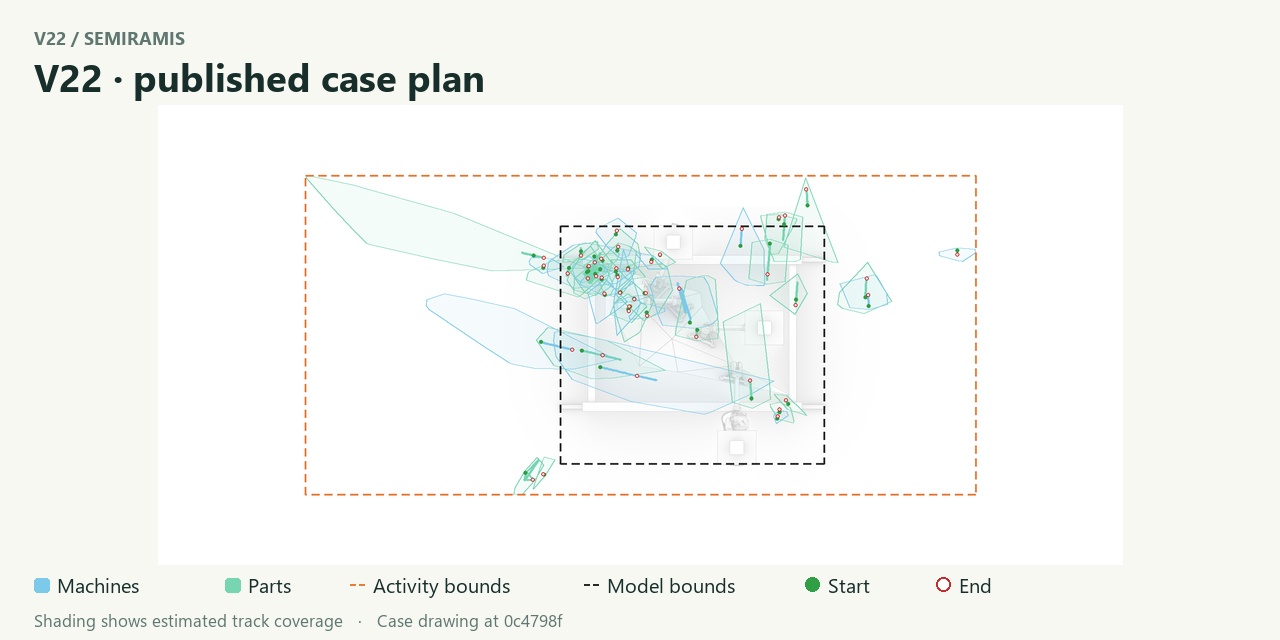 V22 / SEMIRAMIS
V22 · published case plan
Machines
Parts
Activity bounds
Model bounds
Start
End
Shading shows estimated track coverage · Case drawing at 0c4798f